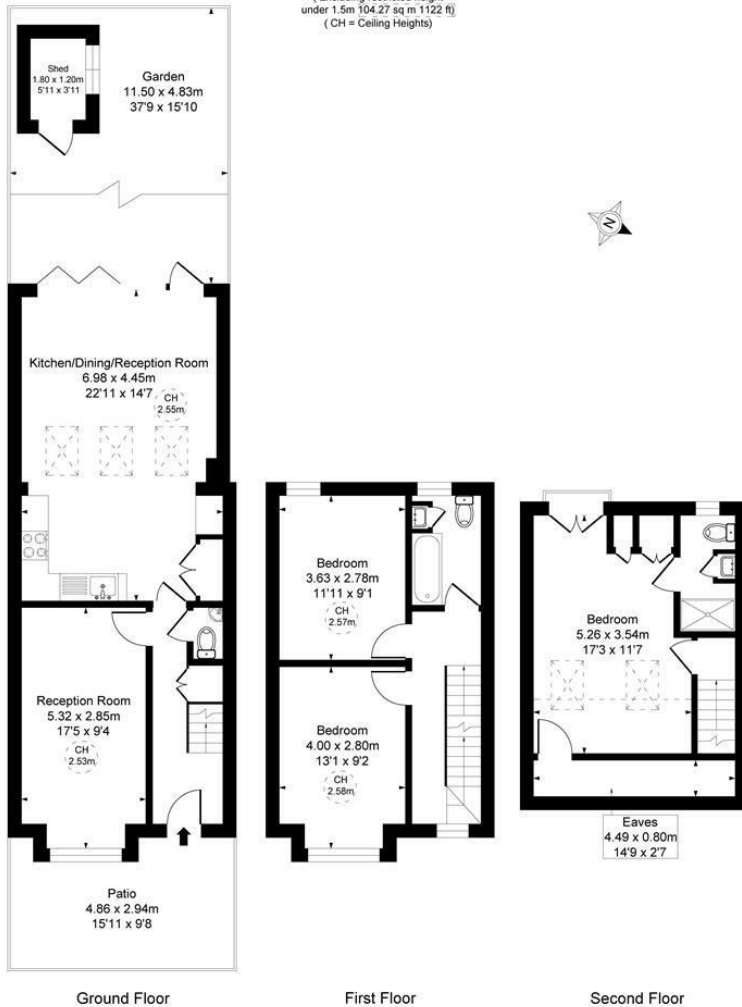 under 1.5m 104.27 sq m 1122 ft)
( CH = Ceiling Heights)
Shed
1.80 x 1.20m
5'11 x 3'11
Garden
11.50 x 4.83m
37'9 x 15'10
N
Kitchen/Dining/Reception Room
6.98 x 4.45m
22'11 x 14'7
CH
2.55m
Reception Room
5.32 x 2.85m
17'5 x 9'4
CH
2.53m
Patio
4.86 x 2.94m
15'11 x 9'8
Ground Floor
Bedroom
3.63 x 2.78m
11'11 x 9'1
CH
2.57m
Bedroom
4.00 x 2.80m
13'1 x 9'2
CH
2.58m
First Floor
Bedroom
5.26 x 3.54m
17'3 x 11'7
Eaves
4.49 x 0.80m
14'9 x 2'7
Second Floor